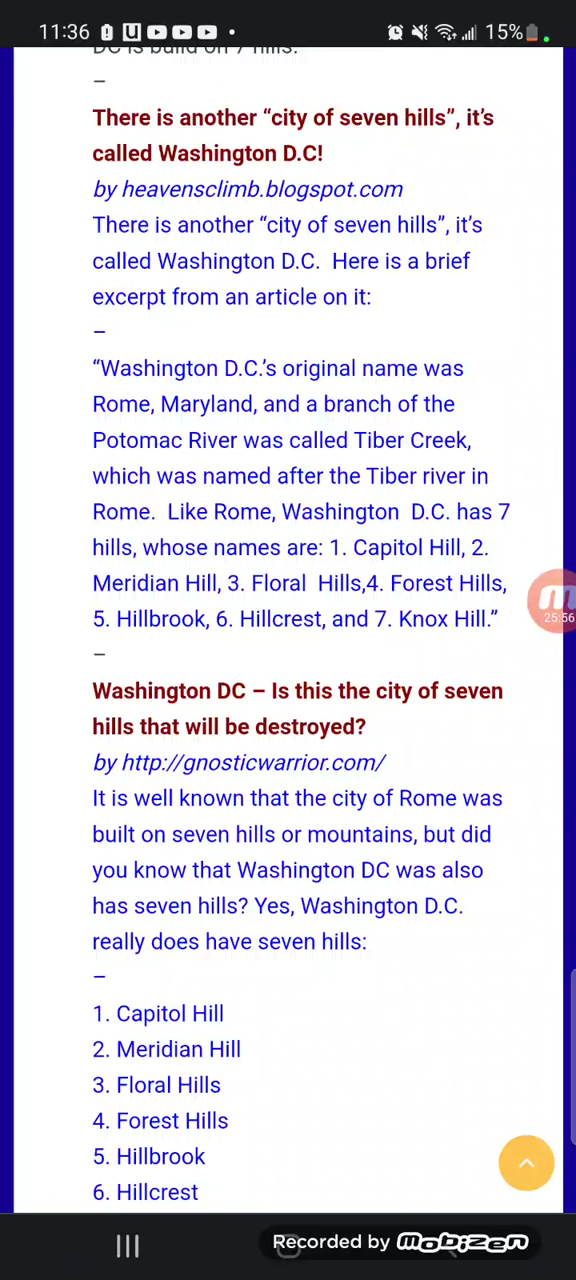 11:36
15%
DC is build on 7 hills.
–
There is another “city of seven hills”, it’s
called Washington D.C!
by heavensclimb.blogspot.com
There is another “city of seven hills”, it’s
called Washington D.C.  Here is a brief
excerpt from an article on it:
–
“Washington D.C.’s original name was
Rome, Maryland, and a branch of the
Potomac River was called Tiber Creek,
which was named after the Tiber river in
Rome.  Like Rome, Washington  D.C. has 7
hills, whose names are: 1. Capitol Hill, 2.
Meridian Hill, 3. Floral  Hills,4. Forest Hills,
5. Hillbrook, 6. Hillcrest, and 7. Knox Hill.”
25:56
–
Washington DC – Is this the city of seven
hills that will be destroyed?
by http://gnosticwarrior.com/
It is well known that the city of Rome was
built on seven hills or mountains, but did
you know that Washington DC was also
has seven hills? Yes, Washington D.C.
really does have seven hills:
–
1. Capitol Hill
2. Meridian Hill
3. Floral Hills
4. Forest Hills
5. Hillbrook
6. Hillcrest
Recorded by mobizen